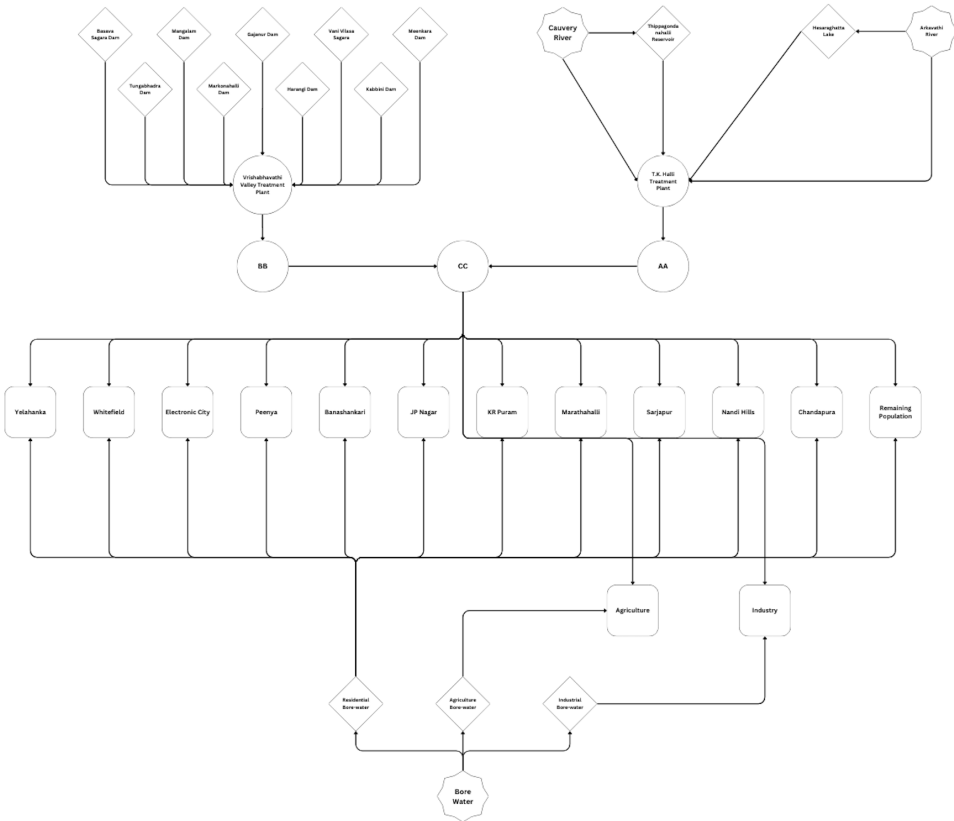 Basava
Sagara Dam
Mangalam
Dam
Gajanur Dam
Vani Vilasa
Sagara
Meenkara
Dam
Tungabhadra
Dam
Markonahalli
Dam
Harangi Dam
Kabbini Dam
Cauvery
River
Thippagonda
nahalli
Reservoir
Hesaraghatta
Lake
Arkavathi
River
Vrishabhavathi
Valley Treatment
Plant
T.K. Halli
Treatment
Plant
BB
CC
AA
Yelahanka
Whitefield
Electronic City
Peenya
Banashankari
JP Nagar
KR Puram
Marathahalli
Sarjapur
Nandi Hills
Chandapura
Remaining
Population
Agriculture
Industry
Residential
Bore-water
Agriculture
Bore-water
Industrial
Bore-water
Bore
Water